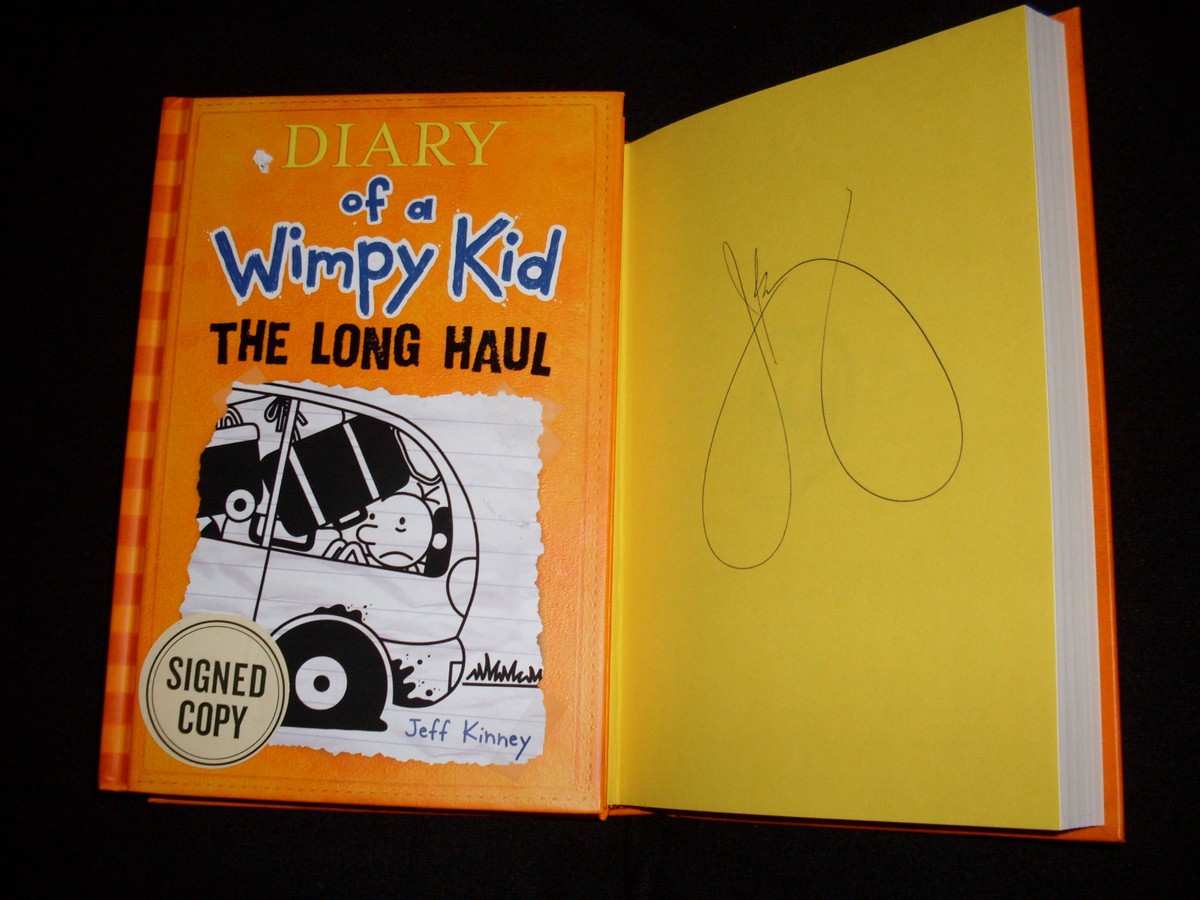 DIARY
of a
Wimpy Kid
THE LONG HAUL
SIGNED
COPY
Jeff Kinney